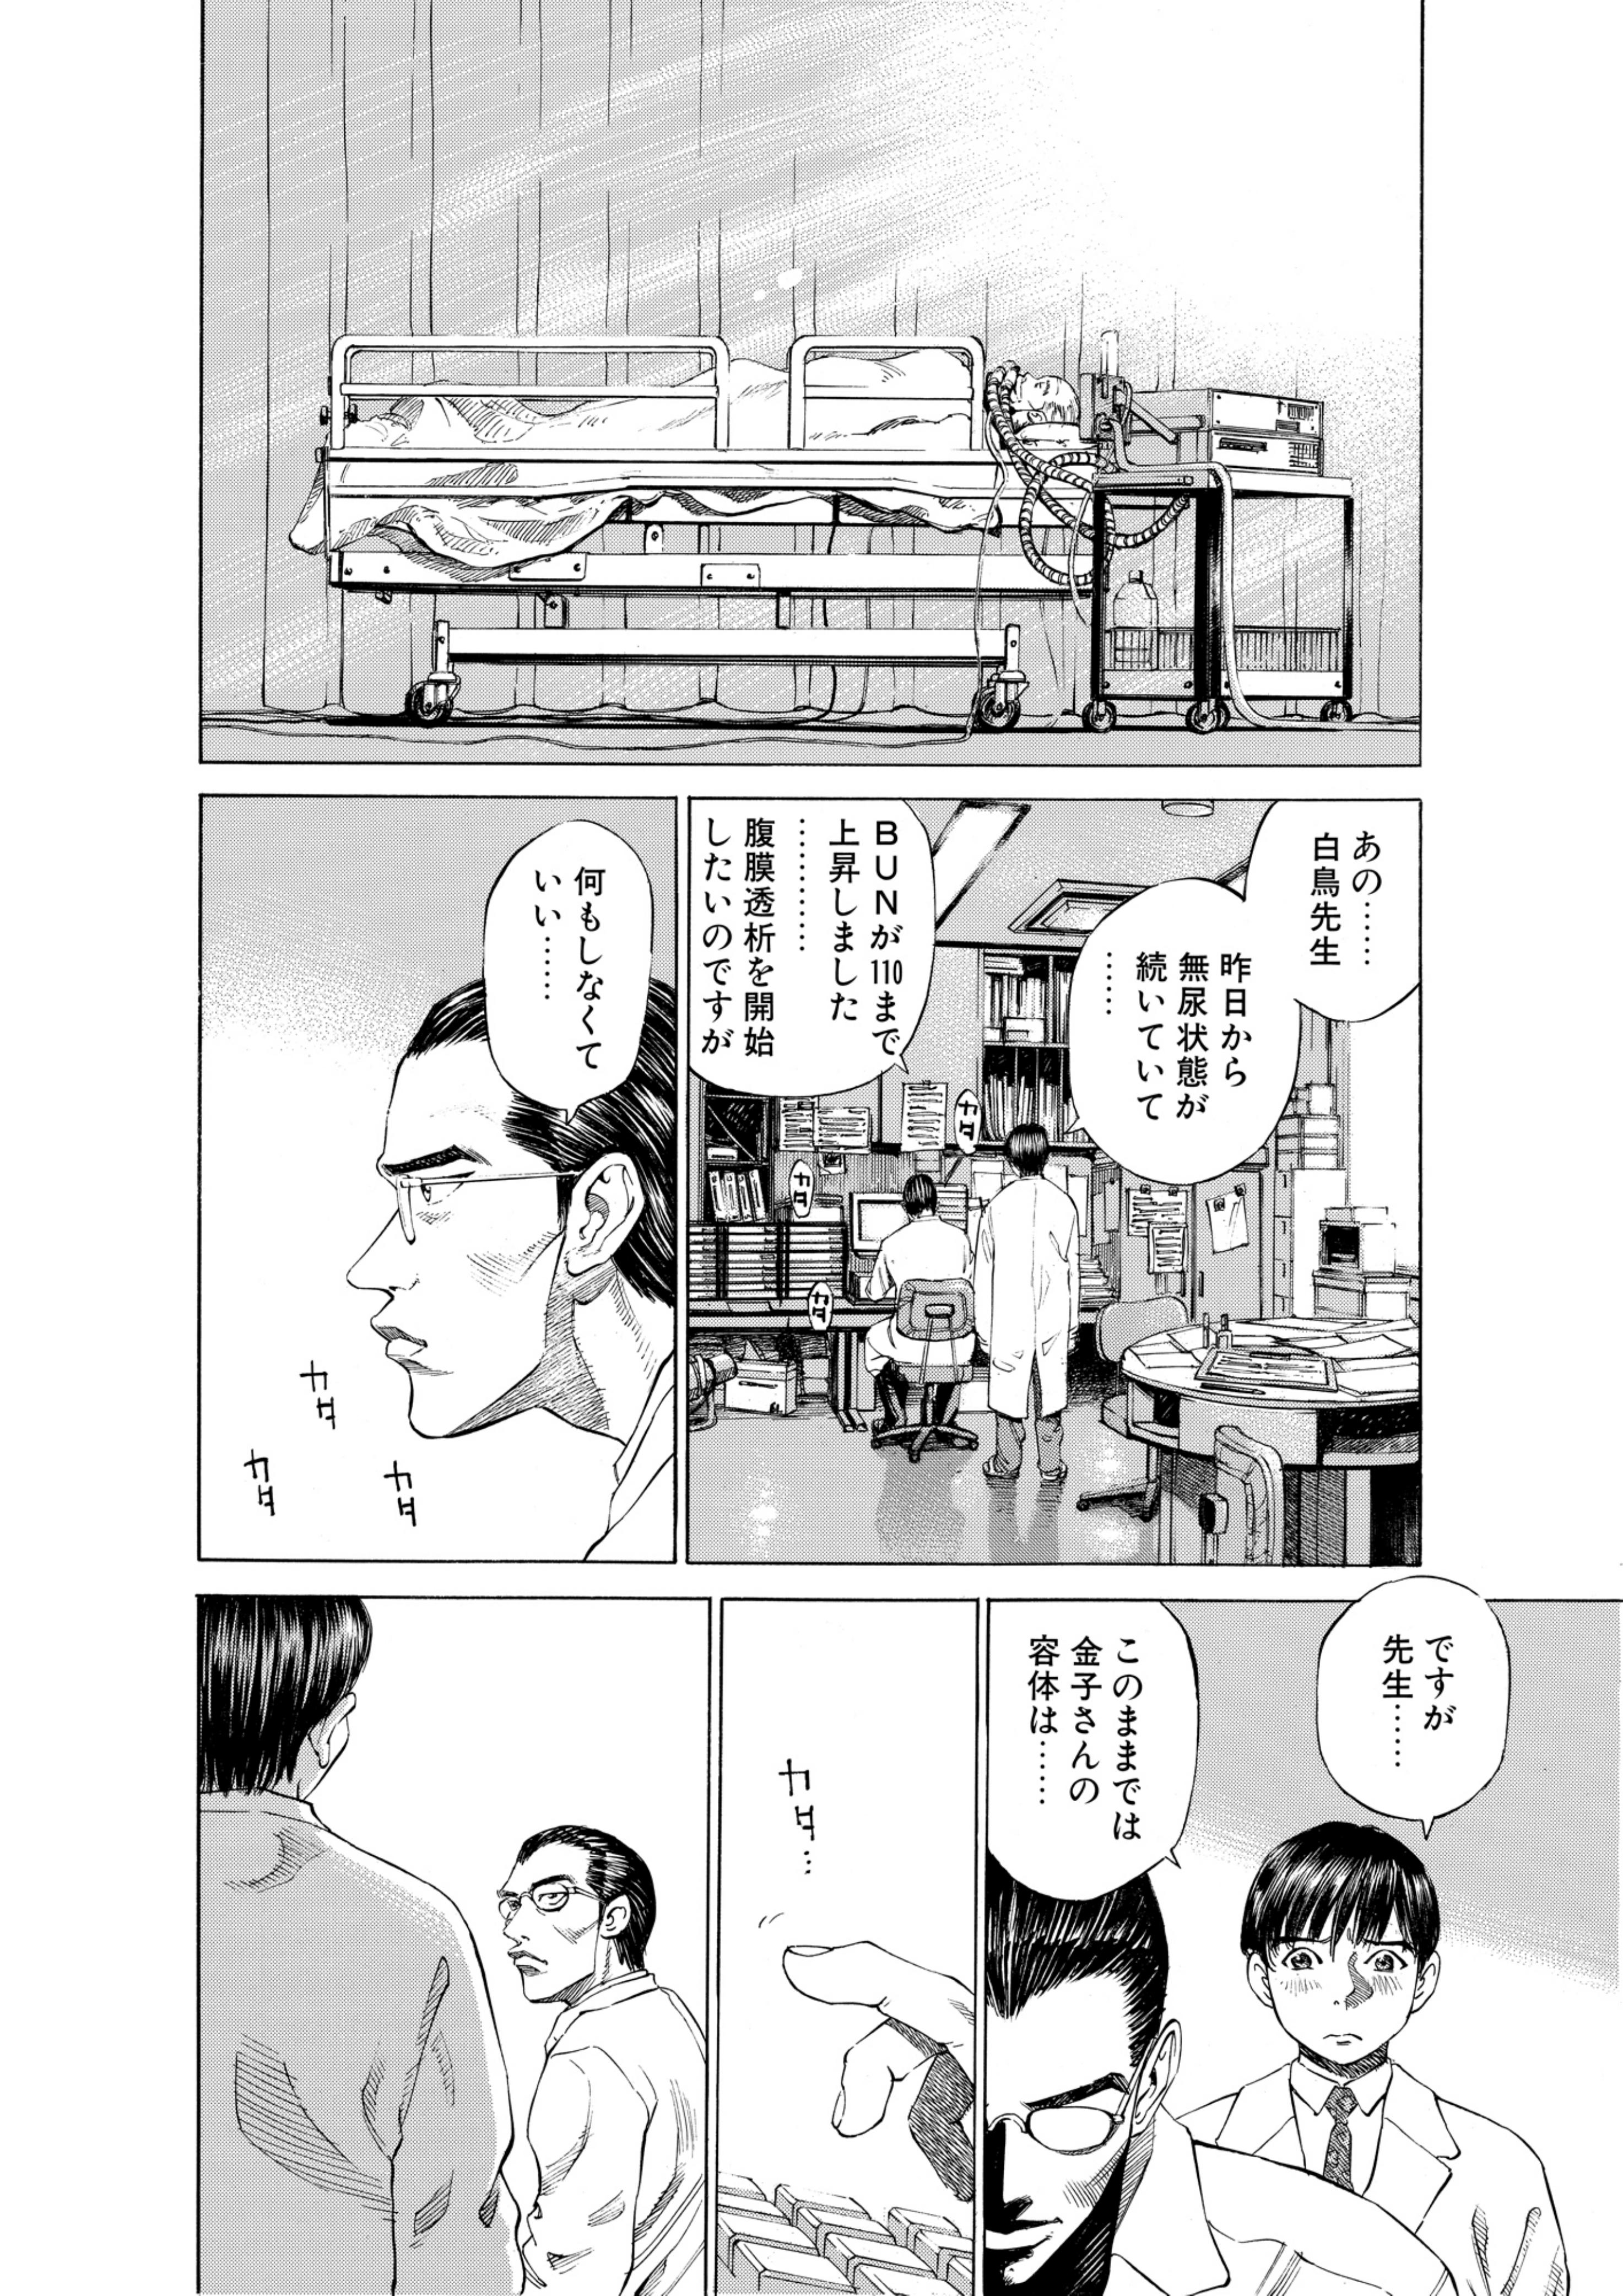 あの……
白鳥先生
昨日から
無尿状態が
続いていて
……
BUNが110まで
上昇しました
…………
腹膜透析を開始
したいのですが
カタ
カタ
カタ
何もしなくて
いい……
カタ
カタ
カタ
ですが
先生……
このままでは
金子さんの
容体は……
カタ…